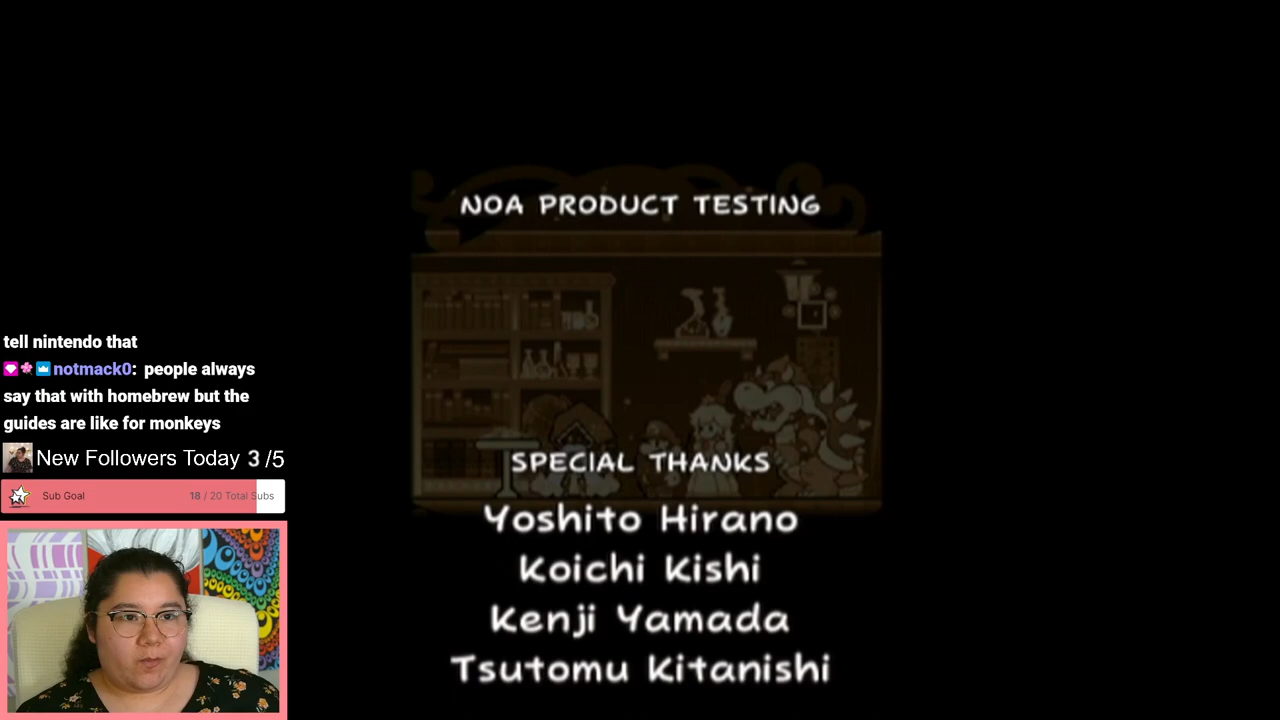 NOA PRODUCT TESTING
SPECIAL THANKS
Yoshito Hirano
Koichi Kishi
Kenji Yamada
Tsutomu Kitanishi
tell nintendo that
notmack0: people always
say that with homebrew but the
guides are like for monkeys
New Followers Today 3 /5
Sub Goal 18 / 20 Total Subs